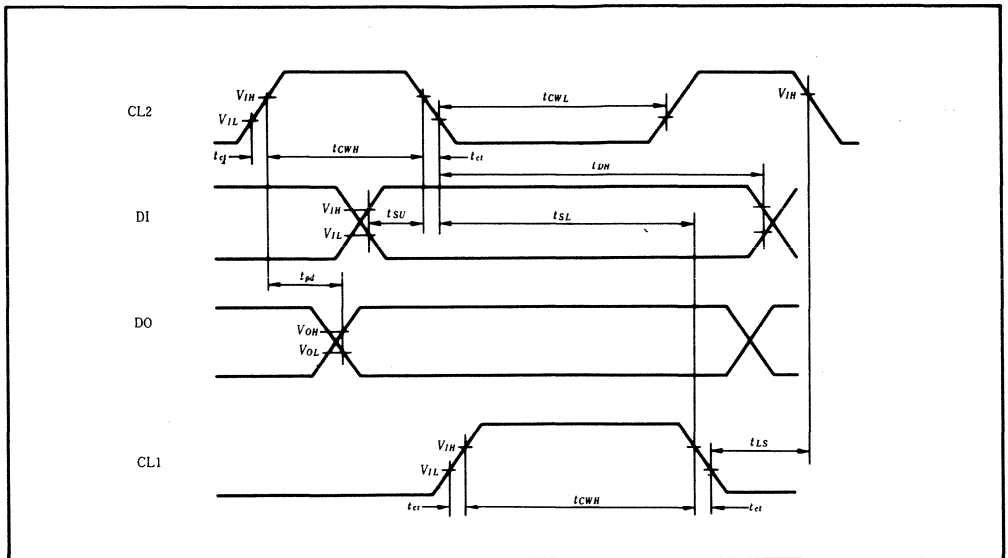 CL2
VIH
VIL
tct
tCWH
tct
tCWL
VIH
tDH
DI
VIH
VIL
tSU
tSL
tpd
DO
VOH
VOL
CL1
VIH
VIL
tct
tCWH
tct
tLS